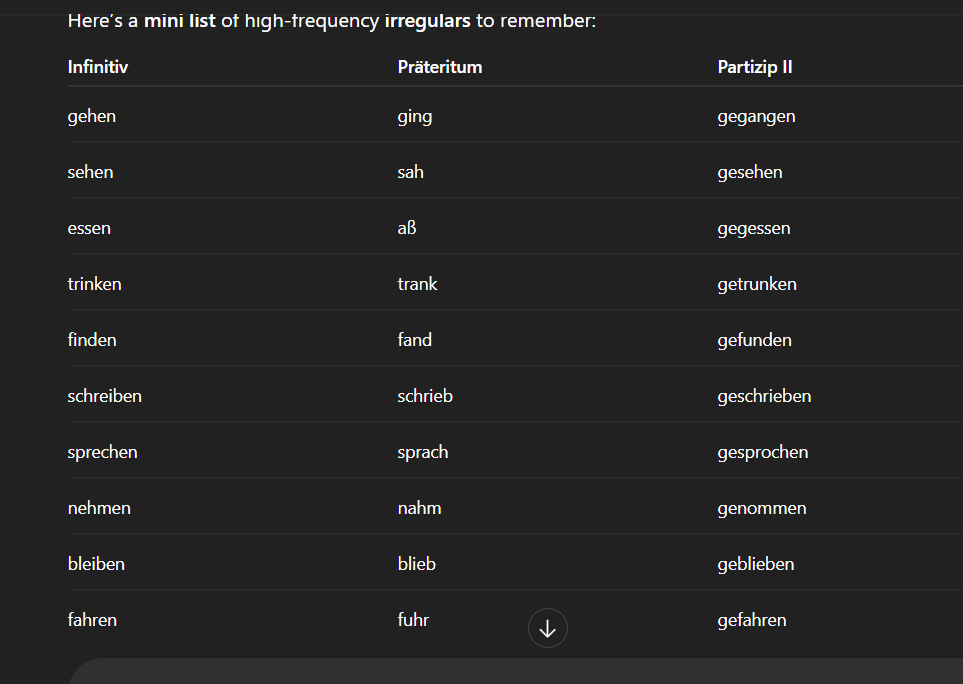 Here's a mini list of high-frequency irregulars to remember:
Infinitiv Präteritum Partizip II
gehen ging gegangen
sehen sah gesehen
essen aß gegessen
trinken trank getrunken
finden fand gefunden
schreiben schrieb geschrieben
sprechen sprach gesprochen
nehmen nahm genommen
bleiben blieb geblieben
fahren fuhr gefahren